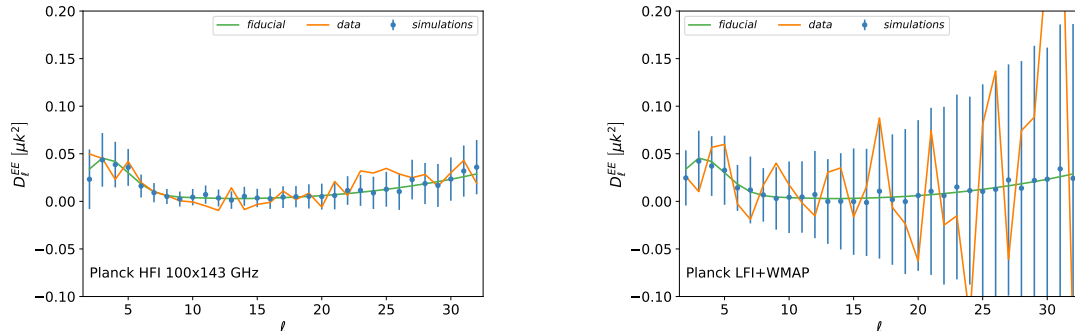 fiducial data simulations
0.20
0.15
0.10
0.05
0.00
−0.05
−0.10
D_ℓ^{EE} [μk²]
Planck HFI 100x143 GHz
5 10 15 20 25 30
ℓ
fiducial data simulations
0.20
0.15
0.10
0.05
0.00
−0.05
−0.10
D_ℓ^{EE} [μk²]
Planck LFI+WMAP
5 10 15 20 25 30
ℓ